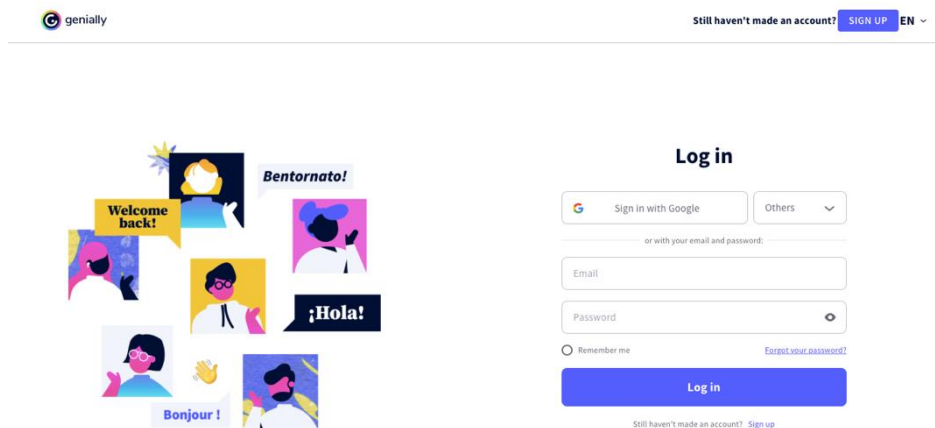 genially
Still haven't made an account? SIGN UP EN
Log in
Bentornato!
Welcome
back!
¡Hola!
Bonjour !
Sign in with Google
Others
or with your email and password:
Email
Password
Remember me
Forgot your password?
Log in
Still haven't made an account? Sign up